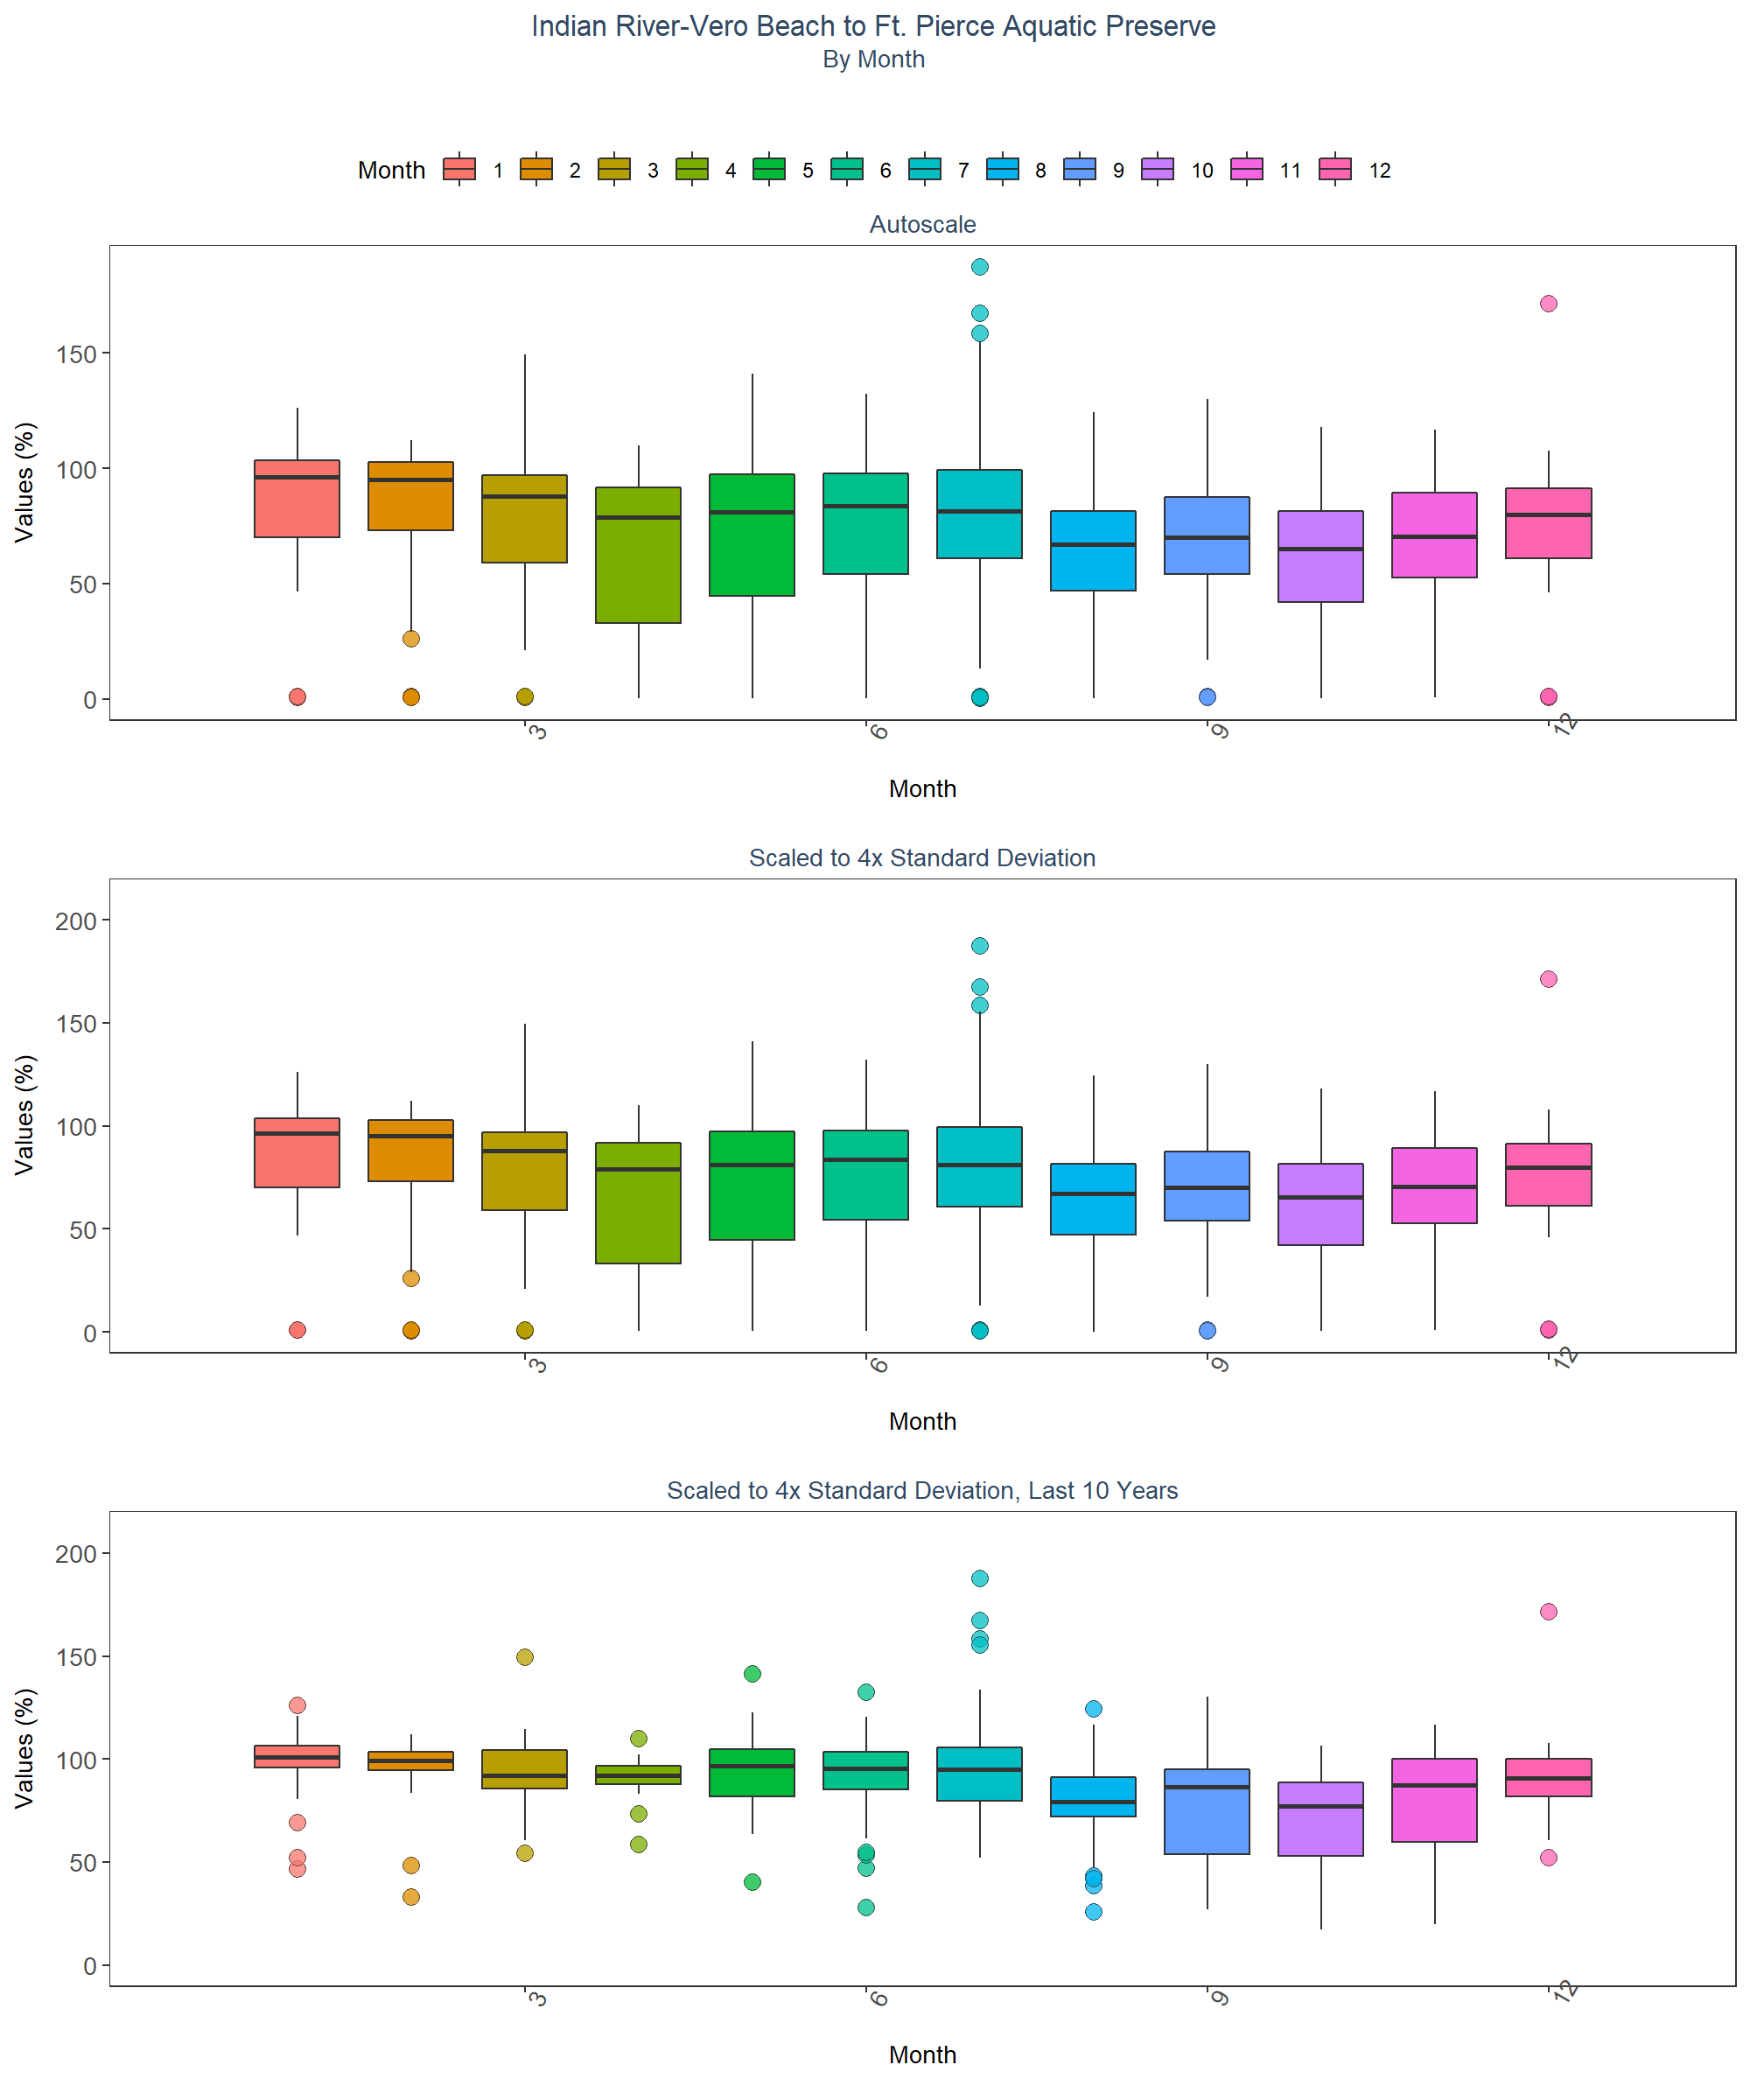 Indian River-Vero Beach to Ft. Pierce Aquatic Preserve
By Month
Month 1 2 3 4 5 6 7 8 9 10 11 12
Autoscale
Values (%)
150
100
50
0
3 6 9 12
Month
Scaled to 4x Standard Deviation
Values (%)
200
150
100
50
0
3 6 9 12
Month
Scaled to 4x Standard Deviation, Last 10 Years
Values (%)
200
150
100
50
0
3 6 9 12
Month